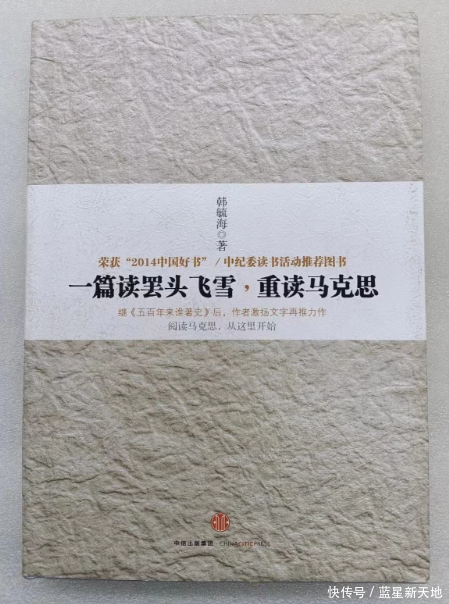 韩毓海◎著
荣获“2014中国好书” / 中纪委读书活动推荐图书
一篇读罢头飞雪，重读马克思
继《五百年来谁著史》后，作者激扬文字再推力作
阅读马克思，从这里开始
中信出版集团 CHINA CITIC PRESS
快传号／蓝星新天地